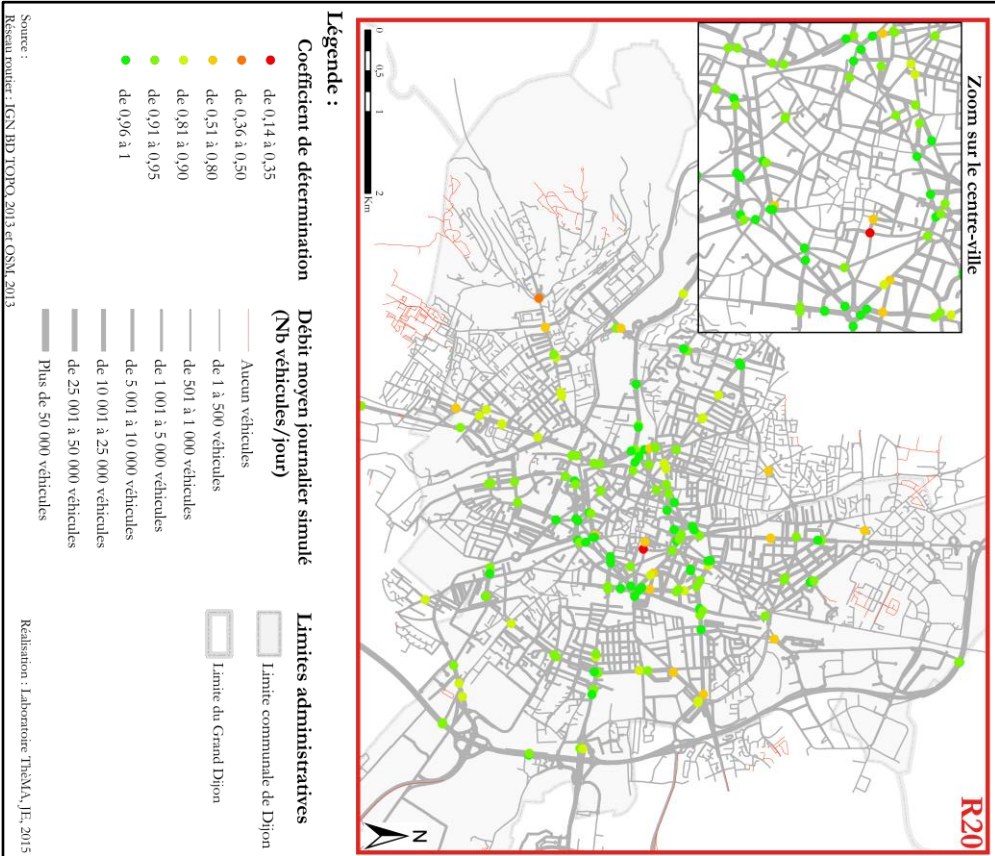 R20
Zoom sur le centre-ville
0 0,5 1 2
Km
N
Légende :
Coefficient de détermination
de 0,14 à 0,35
de 0,36 à 0,50
de 0,51 à 0,80
de 0,81 à 0,90
de 0,91 à 0,95
de 0,96 à 1
Débit moyen journalier simulé
(Nb véhicules/jour)
Aucun véhicules
de 1 à 500 véhicules
de 501 à 1 000 véhicules
de 1 001 à 5 000 véhicules
de 5 001 à 10 000 véhicules
de 10 001 à 25 000 véhicules
de 25 001 à 50 000 véhicules
Plus de 50 000 véhicules
Limites administratives
Limite communale de Dijon
Limite du Grand Dijon
Source :
Réseau routier : IGN BD TOPO 2013 et OSM, 2013
Réalisation : Laboratoire ThéMA, JE, 2015